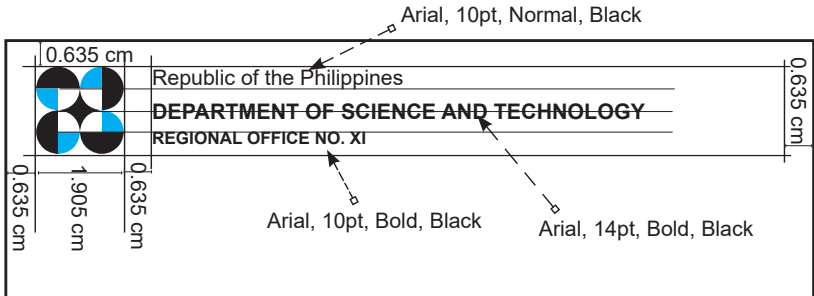 Arial, 10pt, Normal, Black
0.635 cm
Republic of the Philippines
DEPARTMENT OF SCIENCE AND TECHNOLOGY
REGIONAL OFFICE NO. XI
0.635 cm
0.635 cm
1.905 cm
0.635 cm
Arial, 10pt, Bold, Black
Arial, 14pt, Bold, Black